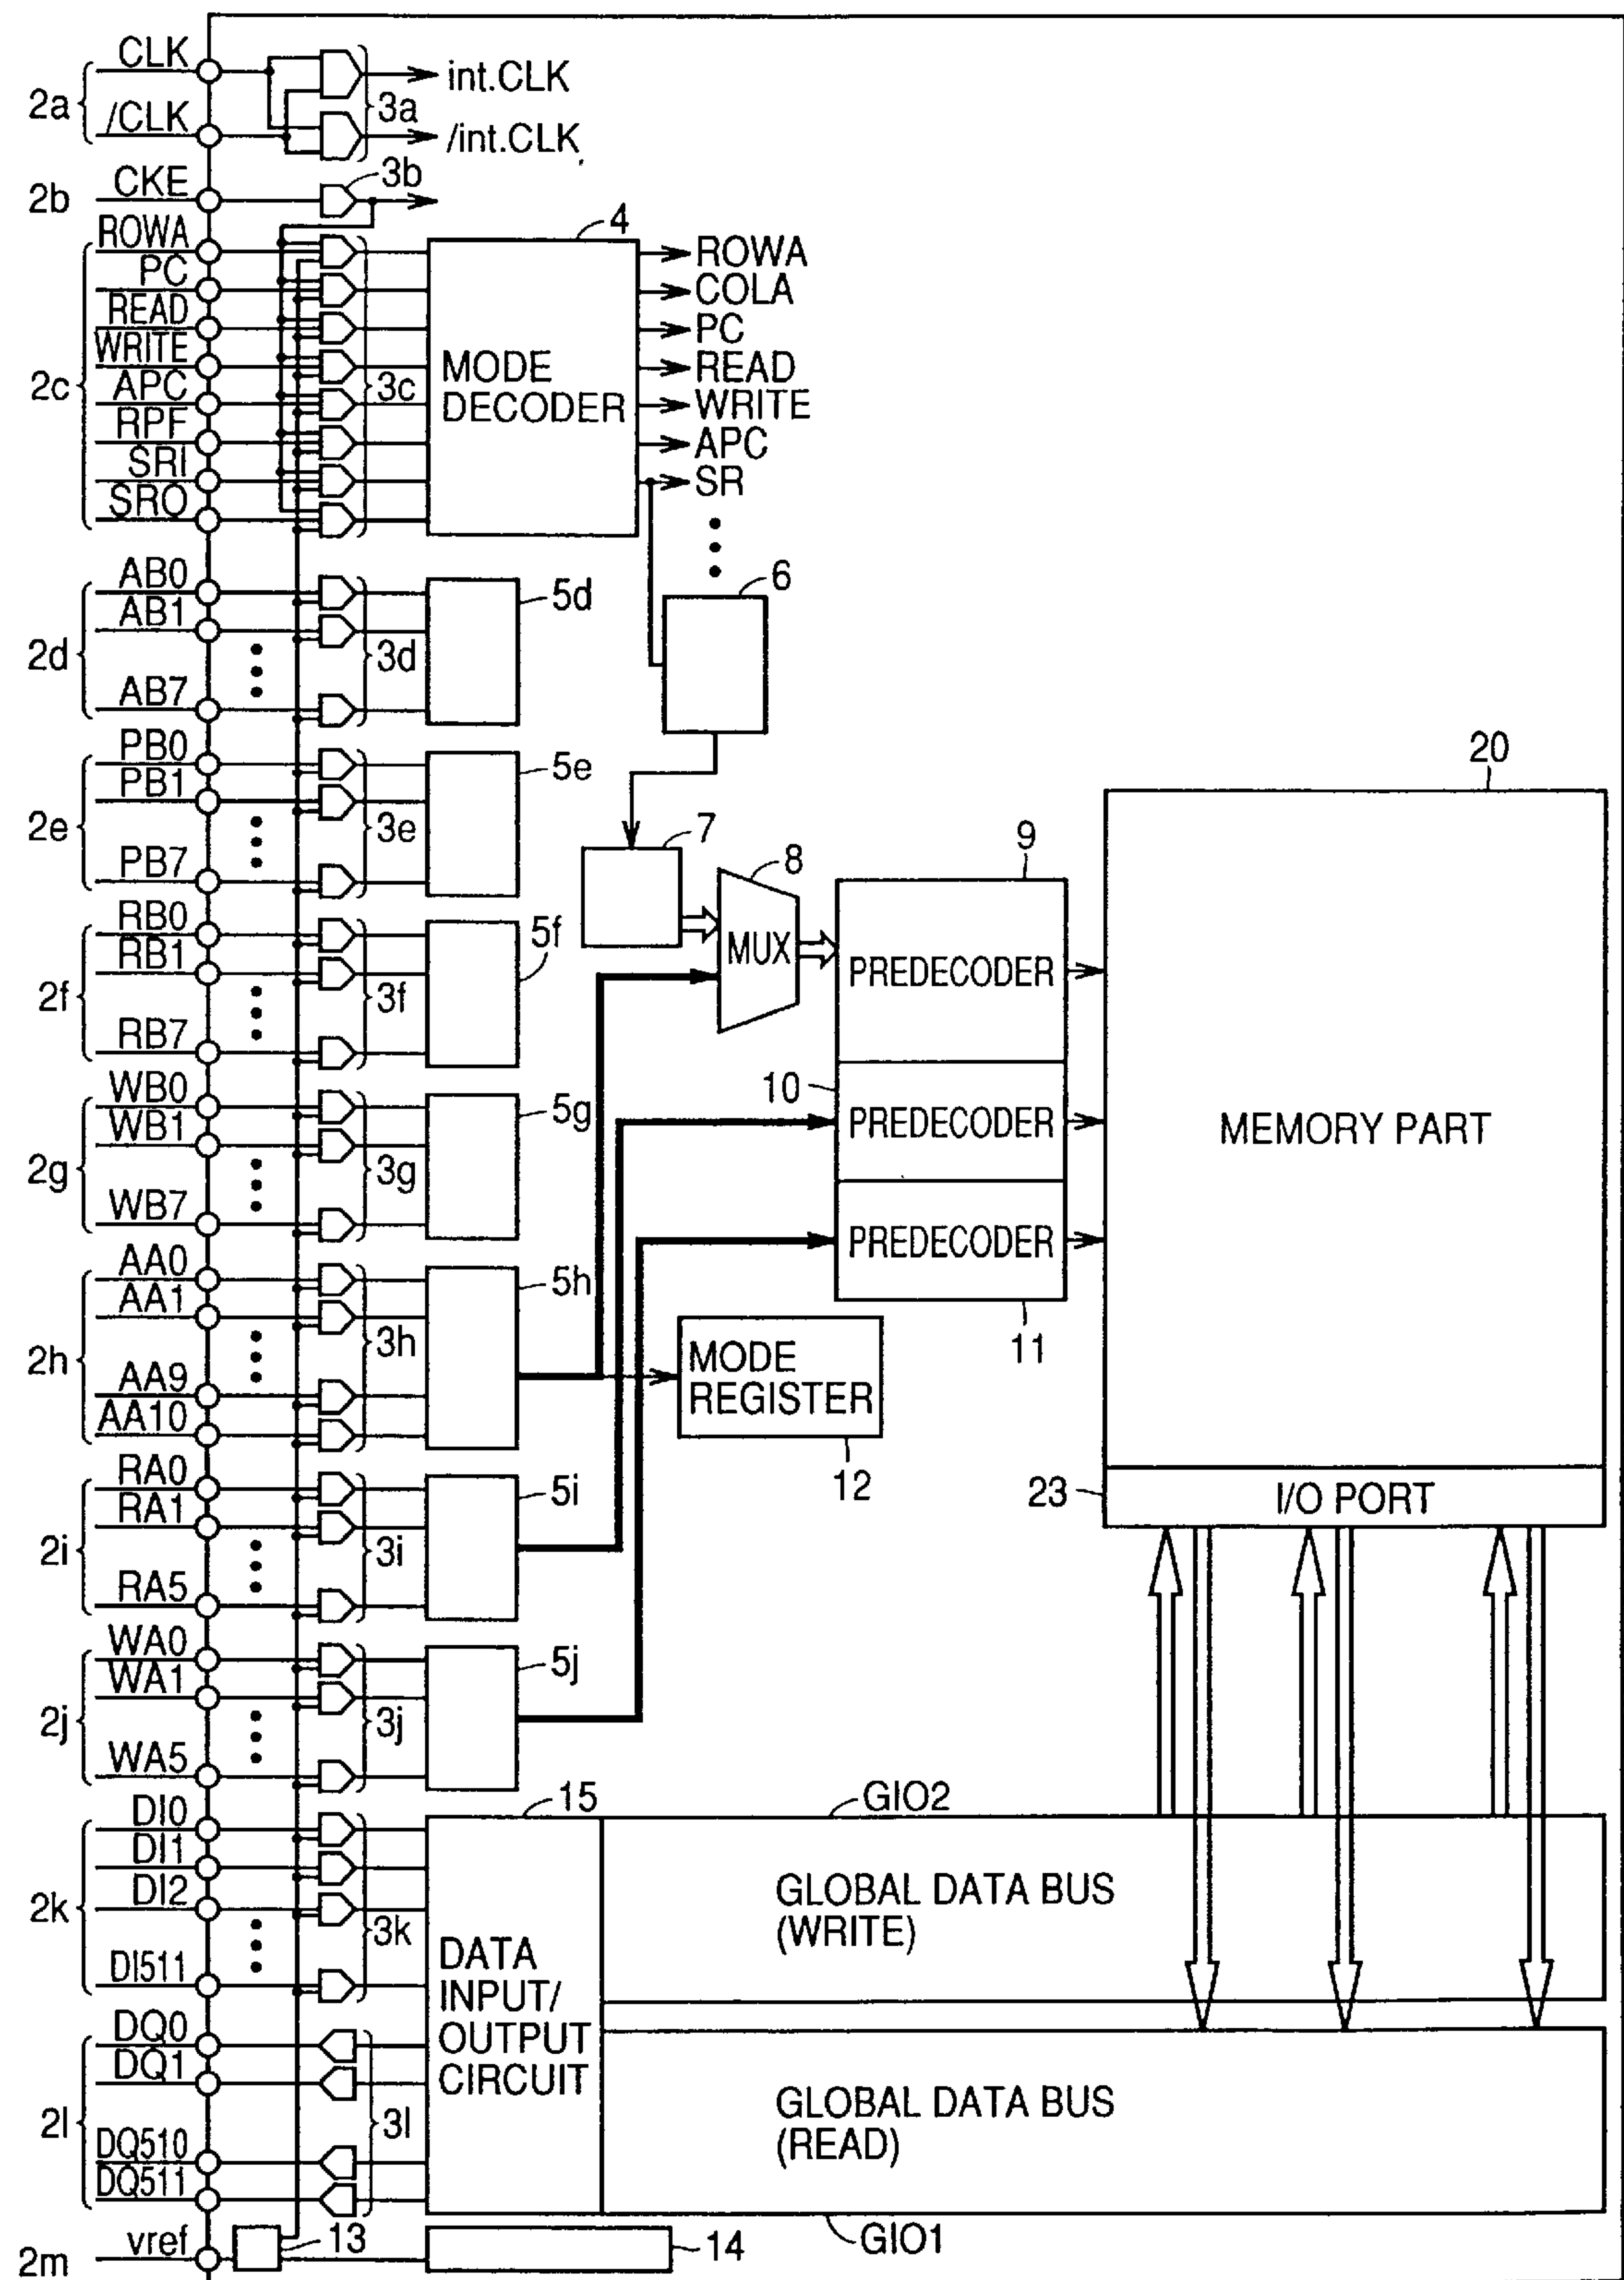 CLK
int.CLK
2a
3a
/CLK
/int.CLK
3b
CKE
2b
4
ROWA
PC
READ
WRITE
APC
RPF
SRI
SRO
2c
3c
MODE
DECODER
ROWA
COLA
PC
READ
WRITE
APC
SR
6
AB0
AB1
AB7
2d
3d
5d
PB0
PB1
PB7
2e
3e
5e
20
7
8
9
RB0
RB1
RB7
2f
3f
5f
MUX
PREDECODER
10
PREDECODER
MEMORY PART
WB0
WB1
WB7
2g
3g
5g
PREDECODER
11
AA0
AA1
AA9
AA10
2h
3h
5h
MODE
REGISTER
12
RA0
RA1
RA5
2i
3i
5i
23
I/O PORT
WA0
WA1
WA5
2j
3j
5j
15
GIO2
DI0
DI1
DI2
DI511
2k
3k
DATA
INPUT/
OUTPUT
CIRCUIT
GLOBAL DATA BUS
(WRITE)
DQ0
DQ1
DQ510
DQ511
2l
3l
GLOBAL DATA BUS
(READ)
vref
2m
13
14
GIO1